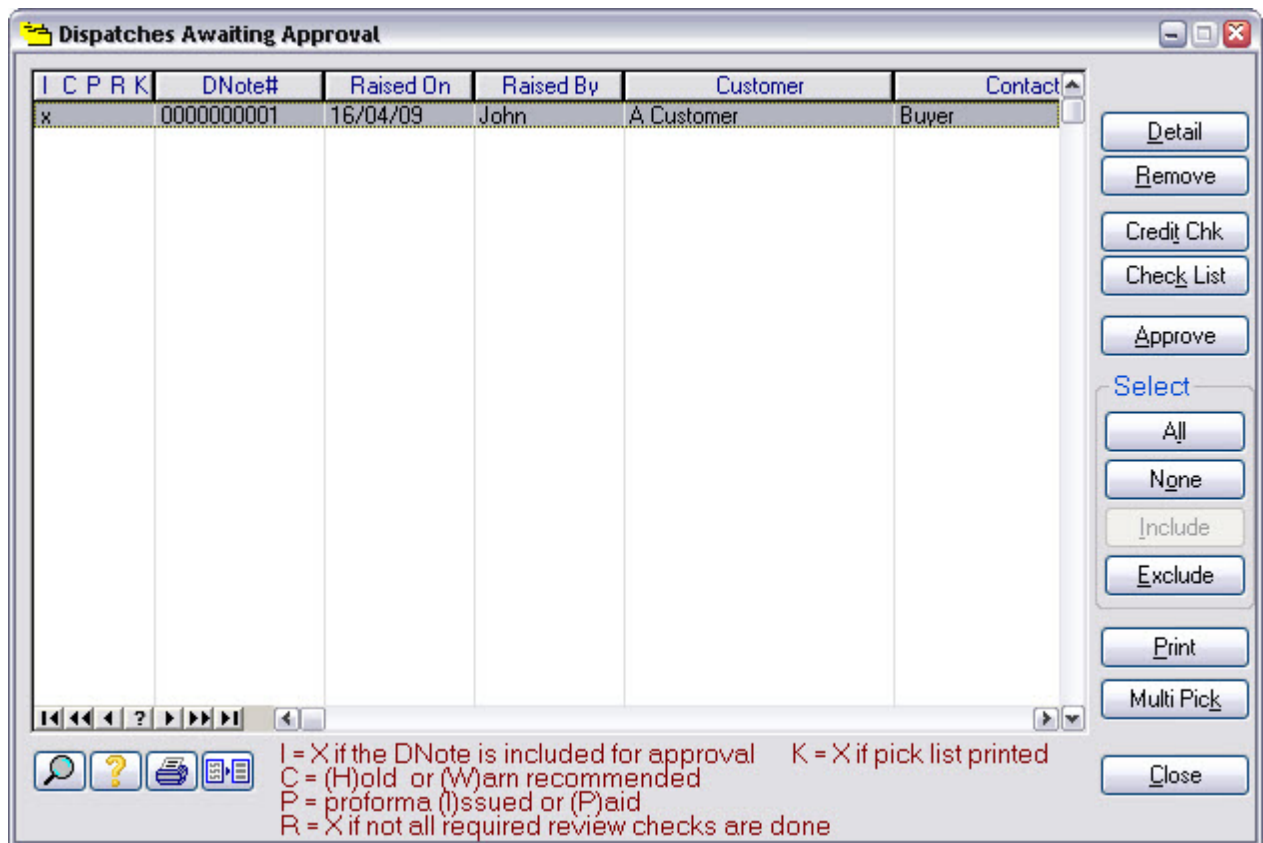 Dispatches Awaiting Approval
I C P R K DNote# Raised On Raised By Customer Contact
x 0000000001 16/04/09 John A Customer Buyer
Detail
Remove
Credit Chk
Check List
Approve
Select
All
None
Include
Exclude
Print
Multi Pick
Close
I = X if the DNote is included for approval K = X if pick list printed
C = (H)old or (W)arn recommended
P = proforma (I)ssued or (P)aid
R = X if not all required review checks are done